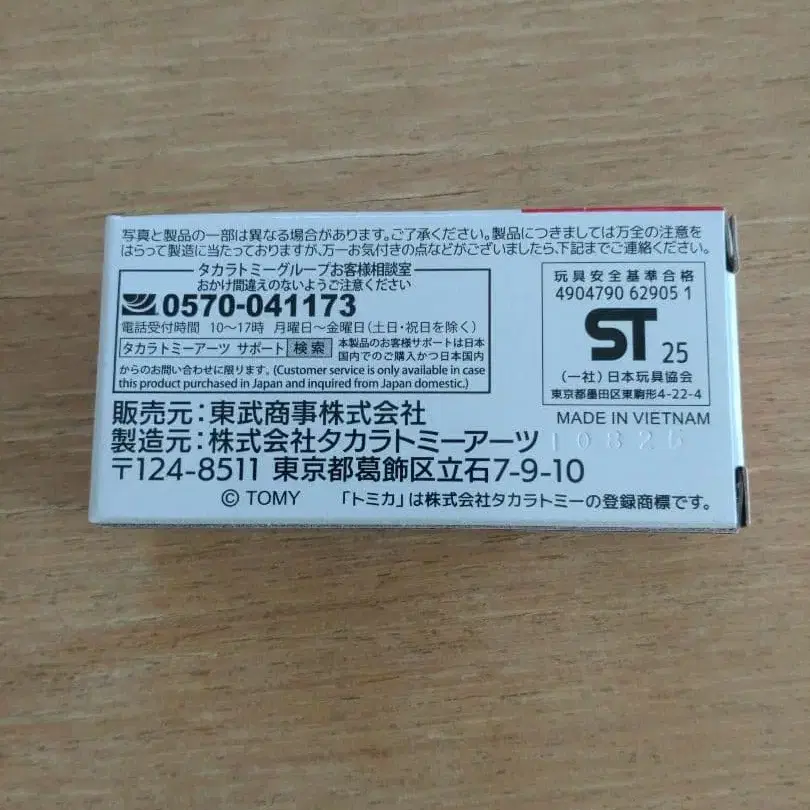 写真と製品の一部は異なる場合があります。ご了承ください。製品につきましては万全の注意を
はらって製造に当たっておりますが、万一お気付きの点などがございましたら、下記までご連絡ください。
タカラトミーグループお客様相談室
おかけ間違えのないようご注意ください
0570-041173
電話受付時間 10～17時 月曜日～金曜日(土日・祝日を除く)
タカラトミーアーツ サポート 検索 本製品のお客様サポートは日本
国内でのご購入かつ日本国内
からのお問い合わせに限ります。(Customer service is only available in case
this product purchased in Japan and inquired from Japan domestic.)
玩具安全基準合格
4904790 62905 1
ST 25
(一社)日本玩具協会
東京都墨田区東駒形4-22-4
MADE IN VIETNAM
販売元：東武商事株式会社
製造元：株式会社タカラトミーアーツ
〒124-8511 東京都葛飾区立石7-9-10
© TOMY 「トミカ」は株式会社タカラトミーの登録商標です。